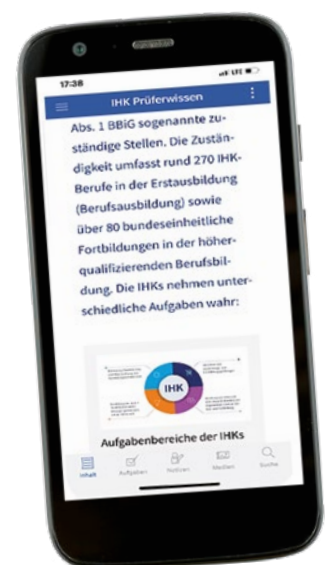 17:38
LTE
IHK Prüferwissen
Abs. 1 BBiG sogenannte zu-
ständige Stellen. Die Zustän-
digkeit umfasst rund 270 IHK-
Berufe in der Erstausbildung
(Berufsausbildung) sowie
über 80 bundeseinheitliche
Fortbildungen in der höher-
qualifizierenden Berufsbil-
dung. Die IHKs nehmen unter-
schiedliche Aufgaben wahr:
IHK
Aufgabenbereiche der IHKs
Inhalt Aufgaben Notizen Medien Suche